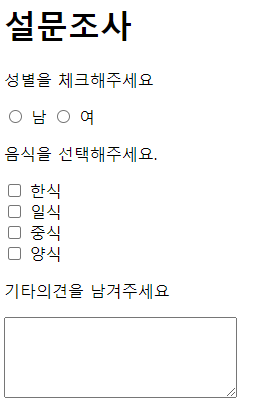 설문조사
성별을 체크해주세요
남 여
음식을 선택해주세요.
한식
일식
중식
양식
기타의견을 남겨주세요